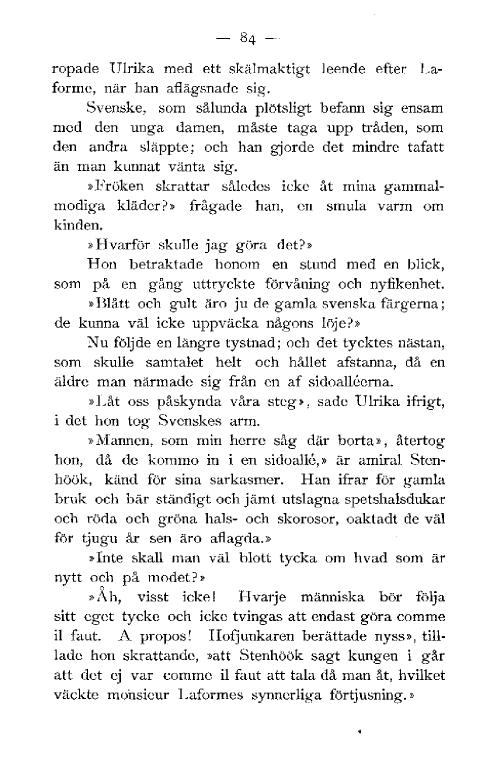 — 84 —
ropade Ulrika med ett skälmaktigt leende efter La-
forme, när han aflägsnade sig.
Svenske, som sålunda plötsligt befann sig ensam
med den unga damen, måste taga upp tråden, som
den andra släppte; och han gjorde det mindre tafatt
än man kunnat vänta sig.
»Fröken skrattar således icke åt mina gammal-
modiga kläder?» frågade han, en smula varm om
kinden.
»Hvarför skulle jag göra det?»
Hon betraktade honom en stund med en blick,
som på en gång uttryckte förvåning och nyfikenhet.
»Blått och gult äro ju de gamla svenska färgerna;
de kunna väl icke uppväcka någons löje?»
Nu följde en längre tystnad; och det tycktes nästan,
som skulle samtalet helt och hållet afstanna, då en
äldre man närmade sig från en af sidoalléerna.
»Låt oss påskynda våra steg», sade Ulrika ifrigt,
i det hon tog Svenskes arm.
»Mannen, som min herre såg där borta», återtog
hon, då de kommo in i en sidoallé,» är amiral Sten-
höök, känd för sina sarkasmer. Han ifrar för gamla
bruk och bär ständigt och jämt utslagna spetshalsdukar
och röda och gröna hals- och skorosor, oaktadt de väl
för tjugu år sen äro aflagda.»
»Inte skall man väl blott tycka om hvad som är
nytt och på modet?»
»Åh, visst icke! Hvarje människa bör följa
sitt eget tycke och icke tvingas att endast göra comme
il faut. A propos! Hofjunkaren berättade nyss», till-
lade hon skrattande, »att Stenhöök sagt kungen i går
att det ej var comme il faut att tala då man åt, hvilket
väckte monsieur Laformes synnerliga förtjusning.»